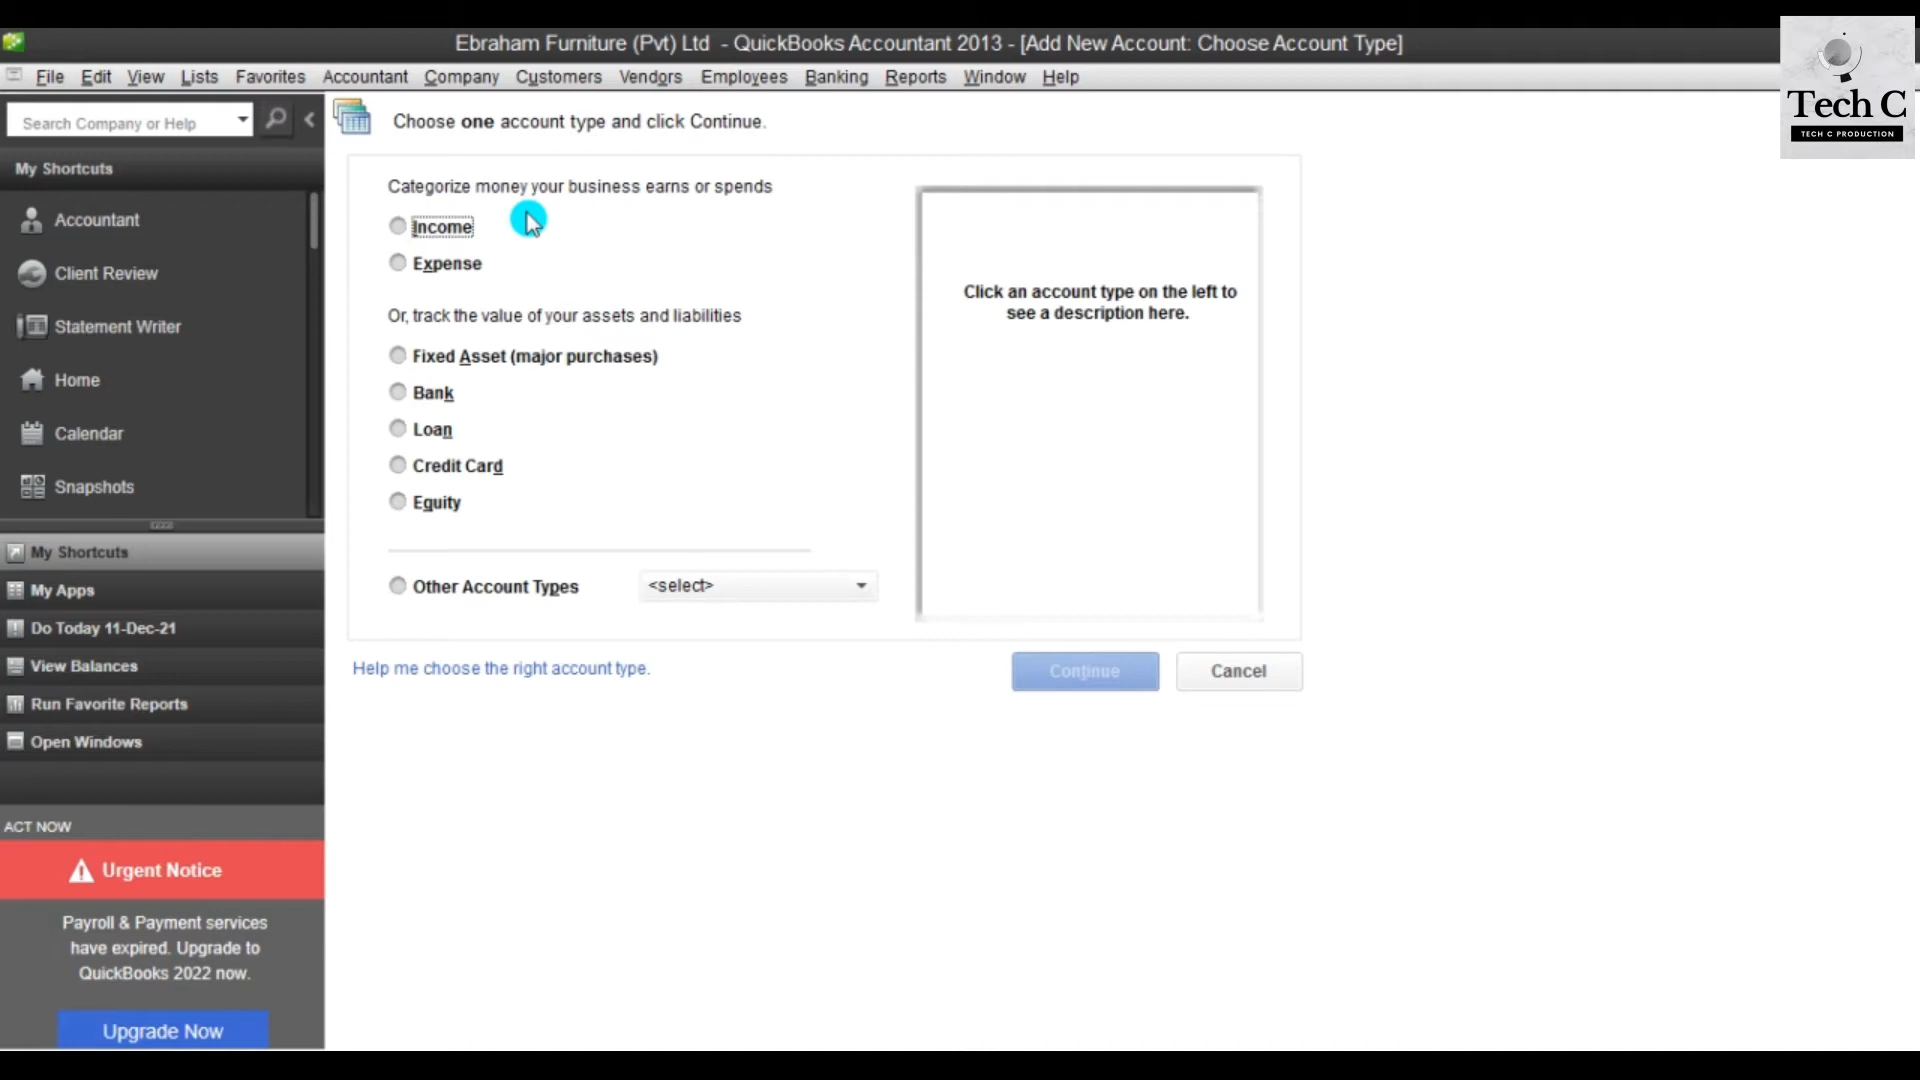 Ebraham Furniture (Pvt) Ltd - QuickBooks Accountant 2013 - [Add New Account: Choose Account Type]
File Edit View Lists Favorites Accountant Company Customers Vendors Employees Banking Reports Window Help
Tech C
TECH C PRODUCTION
Search Company or Help
My Shortcuts
Accountant
Client Review
Statement Writer
Home
Calendar
Snapshots
My Shortcuts
My Apps
Do Today 11-Dec-21
View Balances
Run Favorite Reports
Open Windows
ACT NOW
Urgent Notice
Payroll & Payment services
have expired. Upgrade to
QuickBooks 2022 now.
Upgrade Now
Choose one account type and click Continue.
Categorize money your business earns or spends
Income
Expense
Or, track the value of your assets and liabilities
Fixed Asset (major purchases)
Bank
Loan
Credit Card
Equity
Other Account Types
<select>
Click an account type on the left to
see a description here.
Help me choose the right account type.
Continue
Cancel